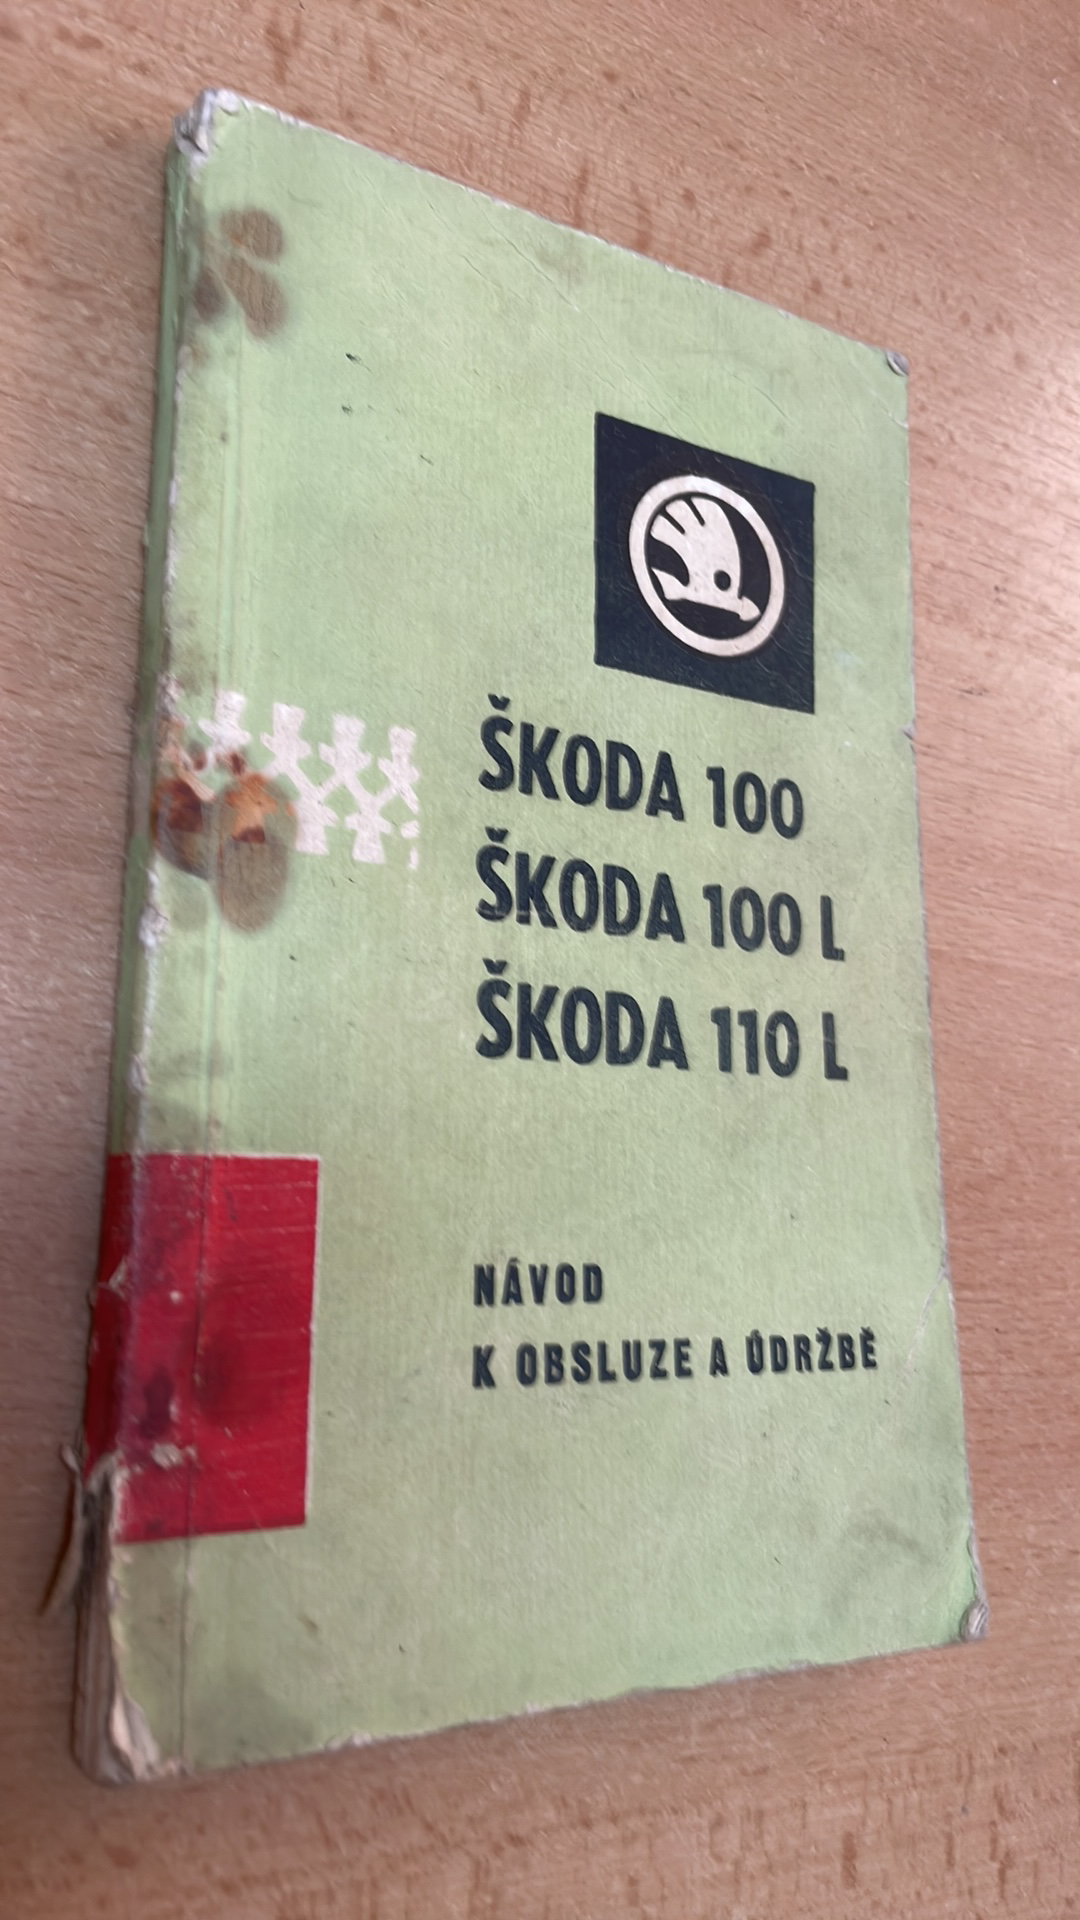 ŠKODA 100
ŠKODA 100 L
ŠKODA 110 L
NÁVOD
K OBSLUZE A ÚDRŽBĚ